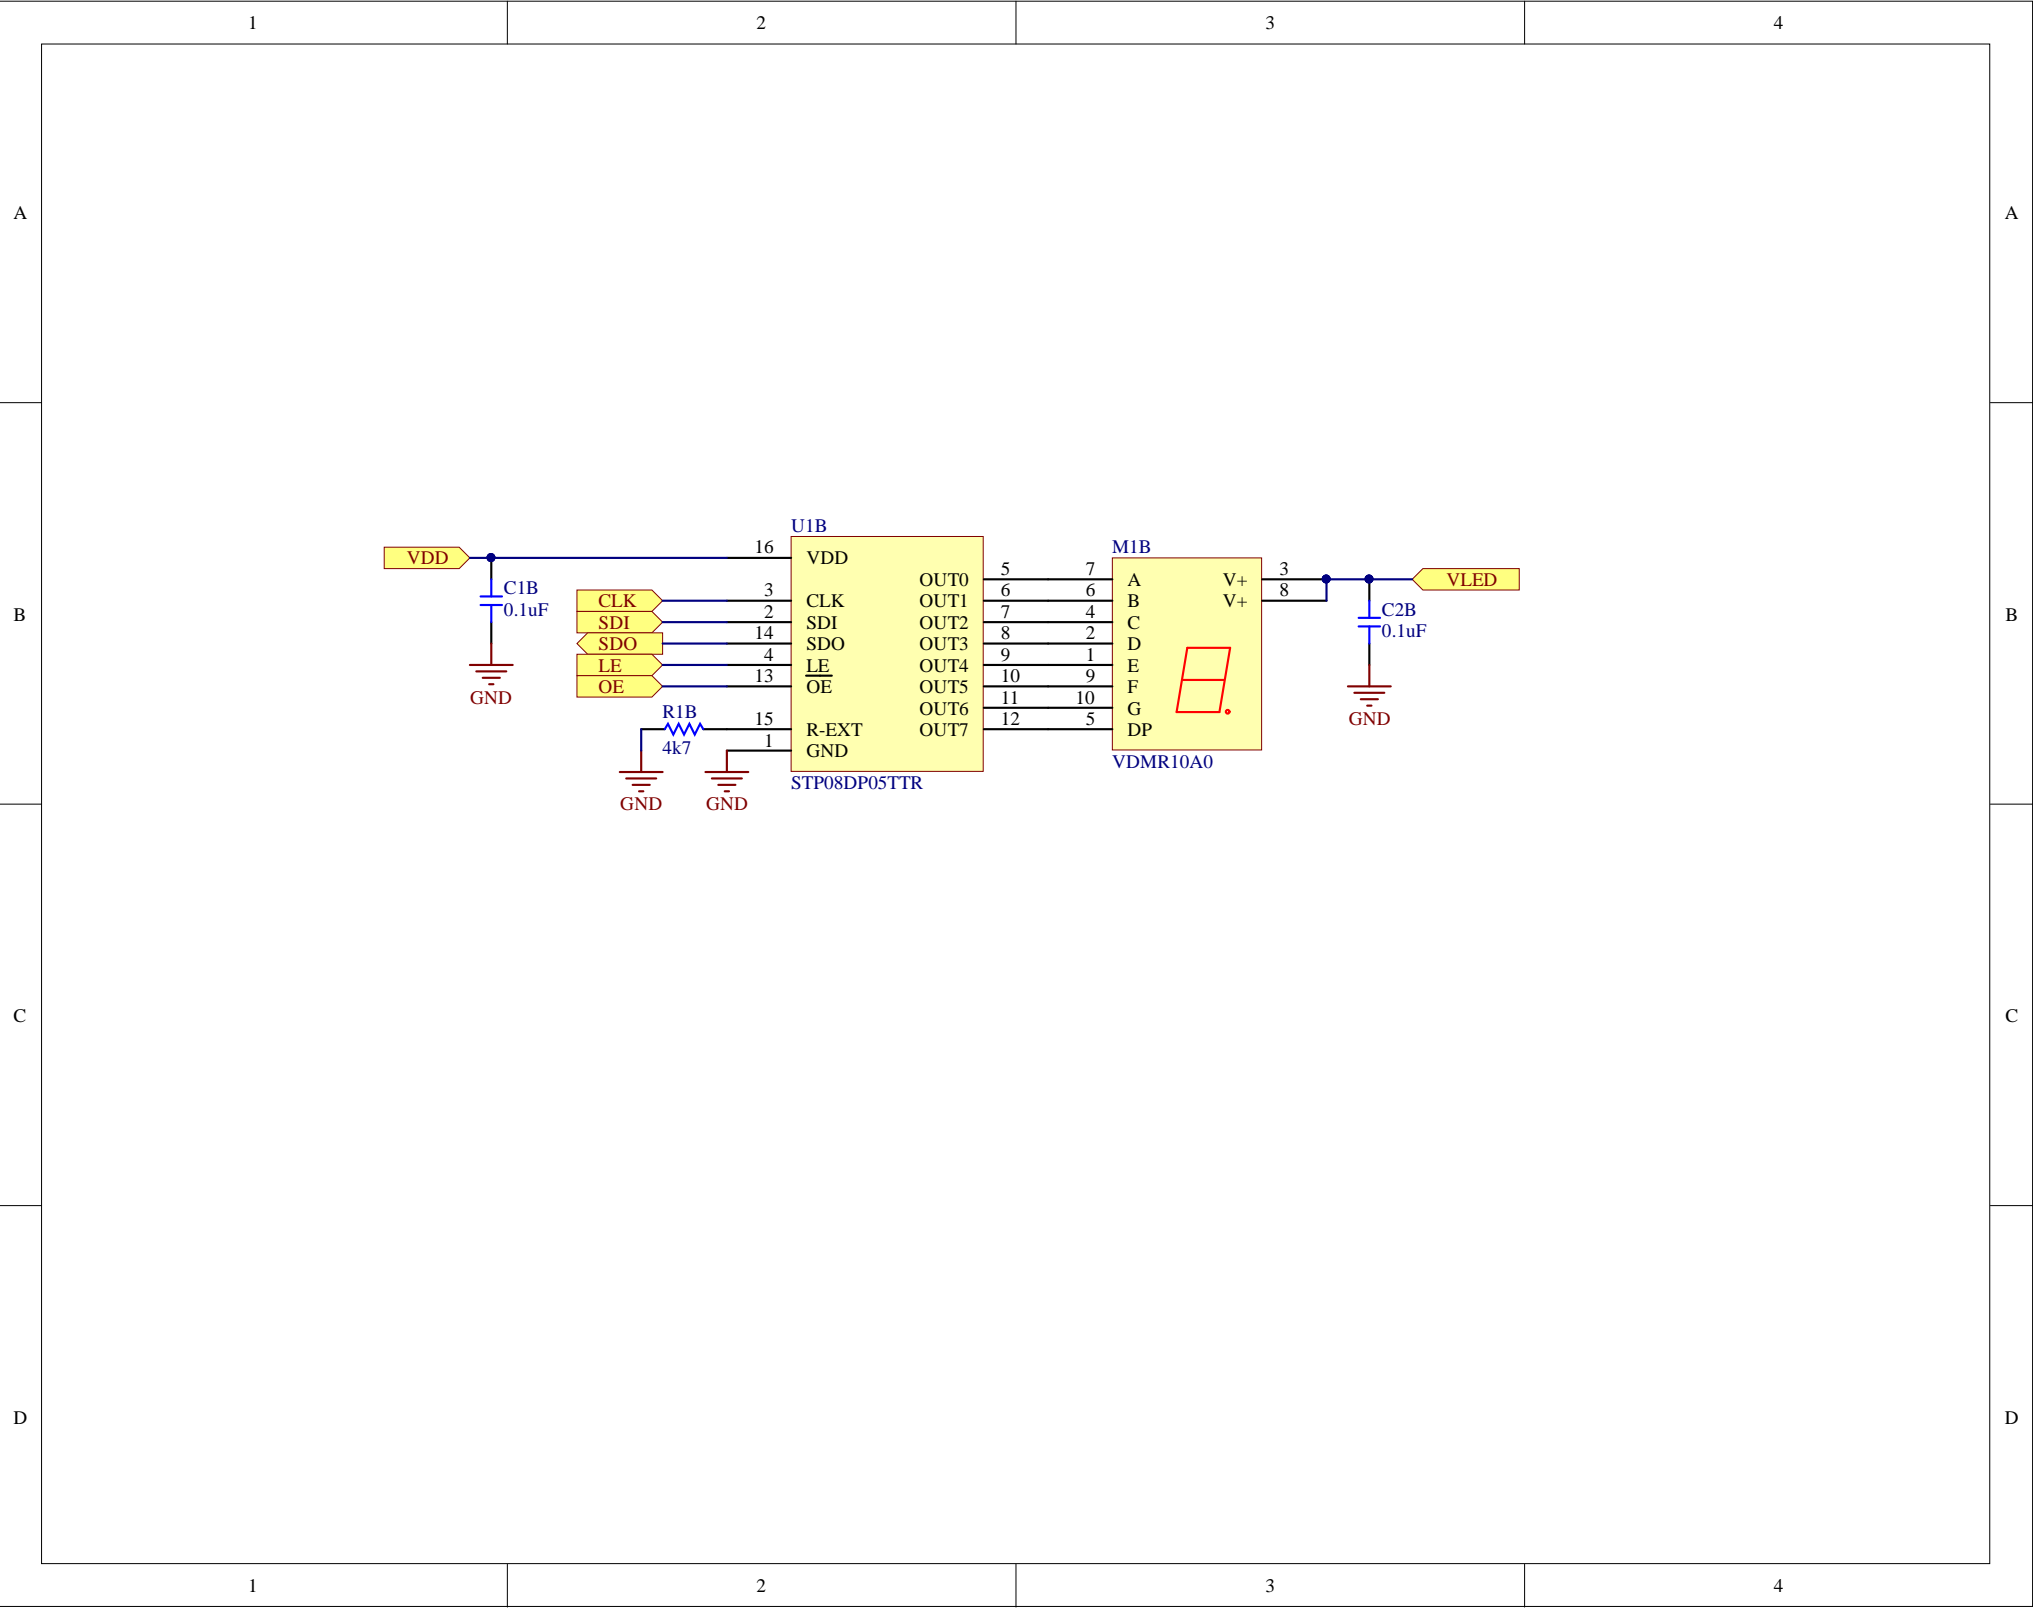 1 2 3 4
A A
U1B
VDD 16 VDD
M1B
C1B
0.1uF
GND
CLK 3 CLK
SDI 2 SDI
SDO 14 SDO
LE 4 LE
OE 13 OE
R1B
4k7
15 R-EXT
1 GND
GND
GND
STP08DP05TTR
OUT0 5 7 A
OUT1 6 6 B
OUT2 7 4 C
OUT3 8 2 D
OUT4 9 1 E
OUT5 10 9 F
OUT6 11 10 G
OUT7 12 5 DP
V+ 3
V+ 8
VLED
C2B
0.1uF
GND
VDMR10A0
B B
C C
D D
1 2 3 4